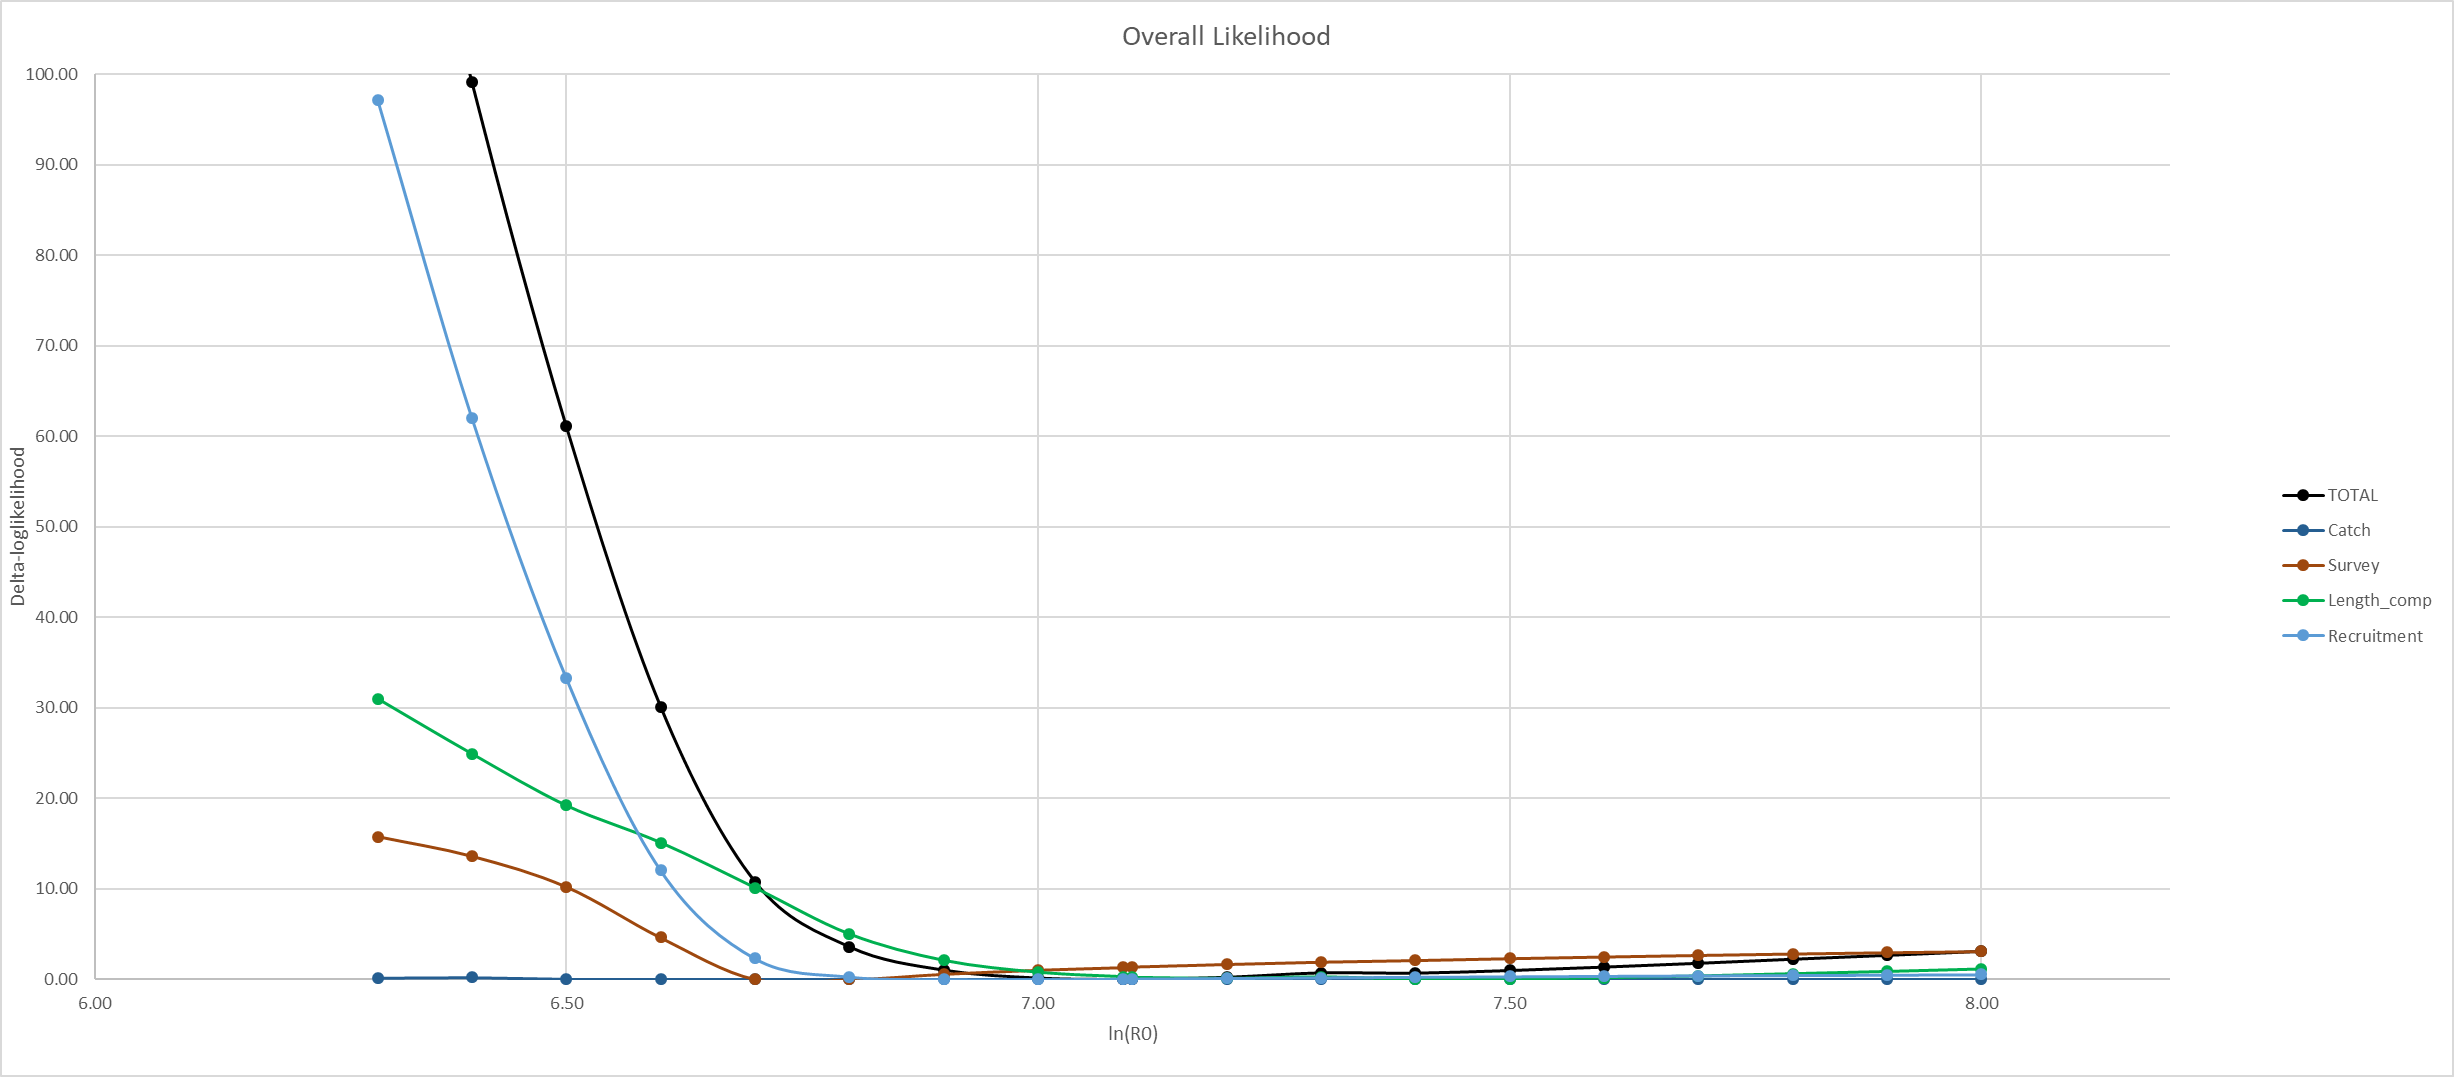 Overall Likelihood
100.00
90.00
80.00
70.00
60.00
50.00
40.00
30.00
20.00
10.00
0.00
Delta-loglikelihood
6.00
6.50
7.00
7.50
8.00
ln(R0)
TOTAL
Catch
Survey
Length_comp
Recruitment